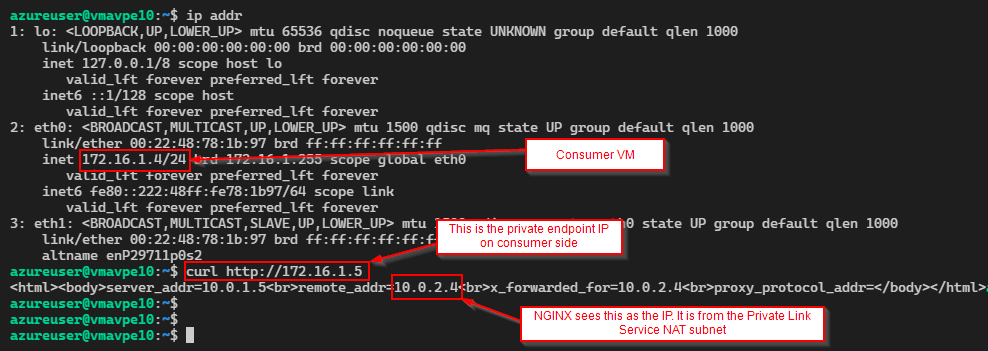 azureuser@vmavpe10:~$ ip addr
1: lo: <LOOPBACK,UP,LOWER_UP> mtu 65536 qdisc noqueue state UNKNOWN group default qlen 1000
link/loopback 00:00:00:00:00:00 brd 00:00:00:00:00:00
inet 127.0.0.1/8 scope host lo
valid_lft forever preferred_lft forever
inet6 ::1/128 scope host
valid_lft forever preferred_lft forever
2: eth0: <BROADCAST,MULTICAST,UP,LOWER_UP> mtu 1500 qdisc mq state UP group default qlen 1000
link/ether 00:22:48:78:1b:97 brd ff:ff:ff:ff:ff:ff
inet 172.16.1.4/24 brd 172.16.1.255 scope global eth0
Consumer VM
valid_lft forever preferred_lft forever
inet6 fe80::222:48ff:fe78:1b97/64 scope link
valid_lft forever preferred_lft forever
3: eth1: <BROADCAST,MULTICAST,SLAVE,UP,LOWER_UP> mtu state UP group default qlen 1000
This is the private endpoint IP
on consumer side
link/ether 00:22:48:78:1b:97 brd ff:ff:ff:ff:f
altname enP29711p0s2
azureuser@vmavpe10:~$ curl http://172.16.1.5
<html><body>server_addr=10.0.1.5<br>remote_addr=10.0.2.4<br>x_forwarded_for=10.0.2.4<br>proxy_protocol_addr=</body></html>
azureuser@vmavpe10:~$
NGINX sees this as the IP. It is from the Private Link
Service NAT subnet
azureuser@vmavpe10:~$
azureuser@vmavpe10:~$